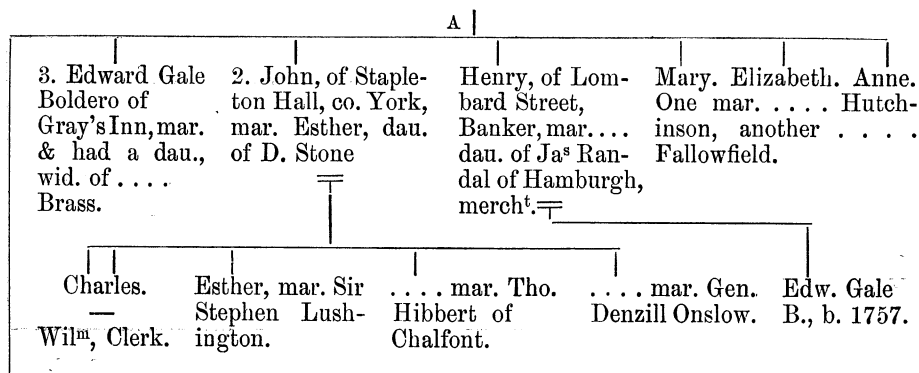 A
3. Edward Gale
Boldero of
Gray's Inn, mar.
& had a dau.,
wid. of ....
Brass.
2. John, of Staple-
ton Hall, co. York,
mar. Esther, dau.
of D. Stone
Henry, of Lom-
bard Street,
Banker, mar....
dau. of Jaˢ Ran-
dal of Hamburgh,
merchᵗ.
Mary. Elizabeth. Anne.
One mar. .... Hutch-
inson, another ....
Fallowfield.
Charles.
—
Wilᵐ, Clerk.
Esther, mar. Sir
Stephen Lush-
ington.
.... mar. Tho.
Hibbert of
Chalfont.
.... mar. Gen.
Denzill Onslow.
Edw. Gale
B., b. 1757.